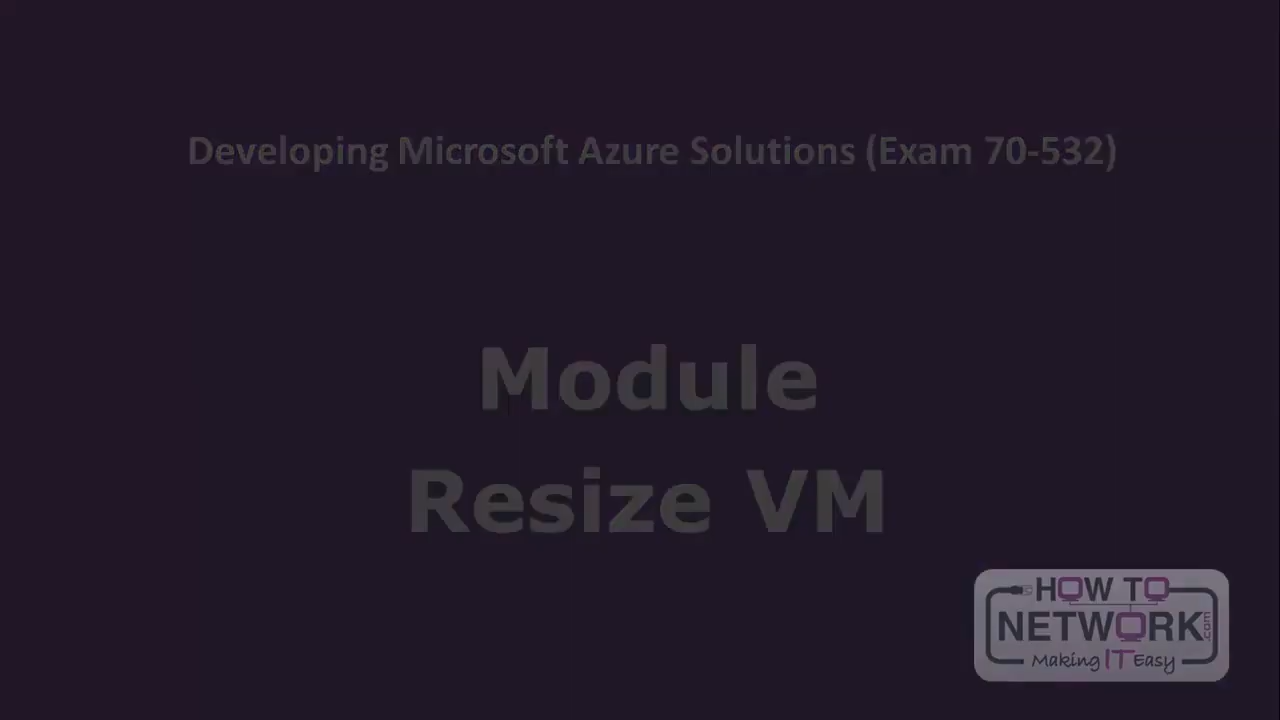 Developing Microsoft Azure Solutions (Exam 70-532)
Module
Resize VM
HOW TO
NETWORK.com
Making IT Easy